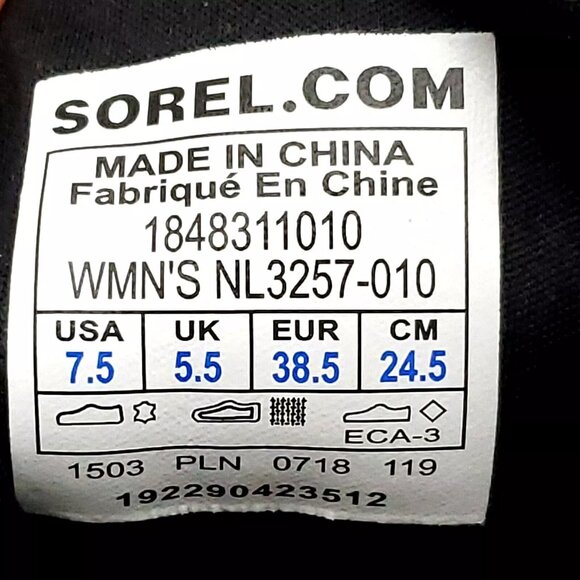 SOREL.COM
MADE IN CHINA
Fabriqué En Chine
1848311010
WMN'S NL3257-010
USA UK EUR CM
7.5 5.5 38.5 24.5
ECA-3
1503 PLN 0718 119
192290423512